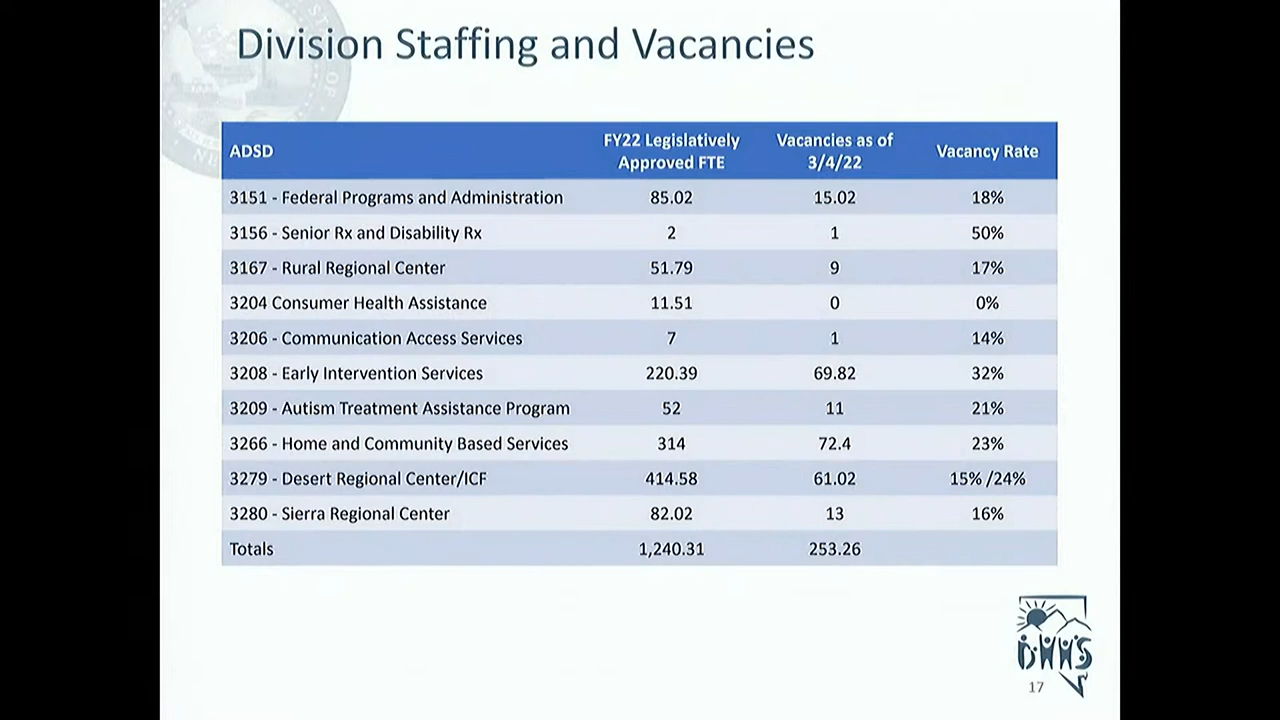 Division Staffing and Vacancies
ADSD FY22 Legislatively Approved FTE Vacancies as of 3/4/22 Vacancy Rate
3151 - Federal Programs and Administration 85.02 15.02 18%
3156 - Senior Rx and Disability Rx 2 1 50%
3167 - Rural Regional Center 51.79 9 17%
3204 Consumer Health Assistance 11.51 0 0%
3206 - Communication Access Services 7 1 14%
3208 - Early Intervention Services 220.39 69.82 32%
3209 - Autism Treatment Assistance Program 52 11 21%
3266 - Home and Community Based Services 314 72.4 23%
3279 - Desert Regional Center/ICF 414.58 61.02 15% /24%
3280 - Sierra Regional Center 82.02 13 16%
Totals 1,240.31 253.26
DHHS
17